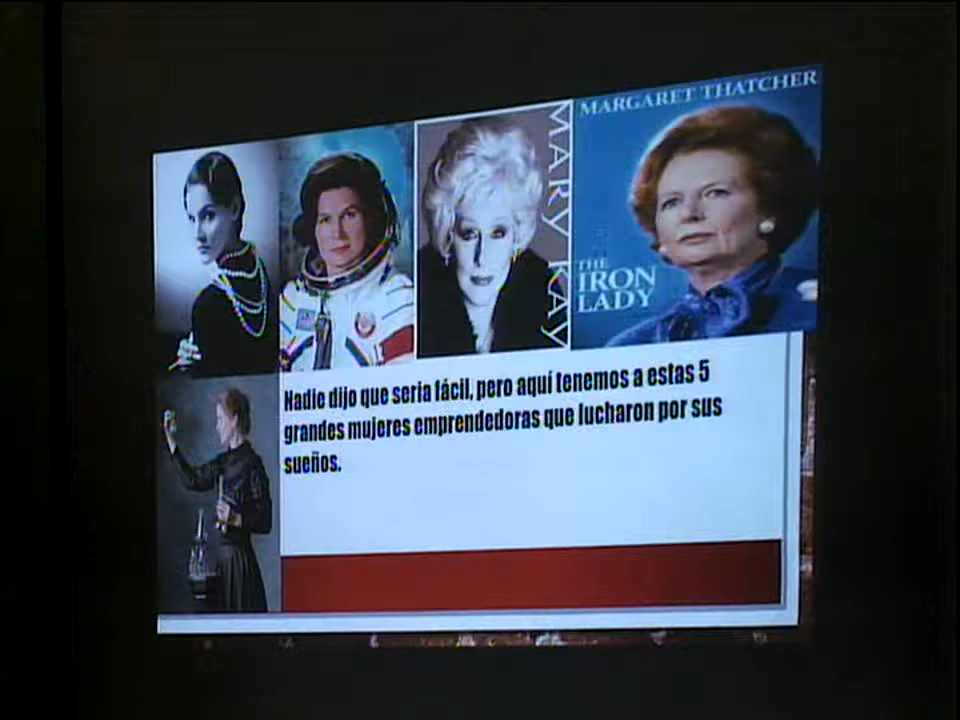 MARGARET THATCHER
MARY KAY
THE
IRON
LADY
Nadie dijo que seria fácil, pero aquí tenemos a estas 5
grandes mujeres emprendedoras que lucharon por sus
sueños.